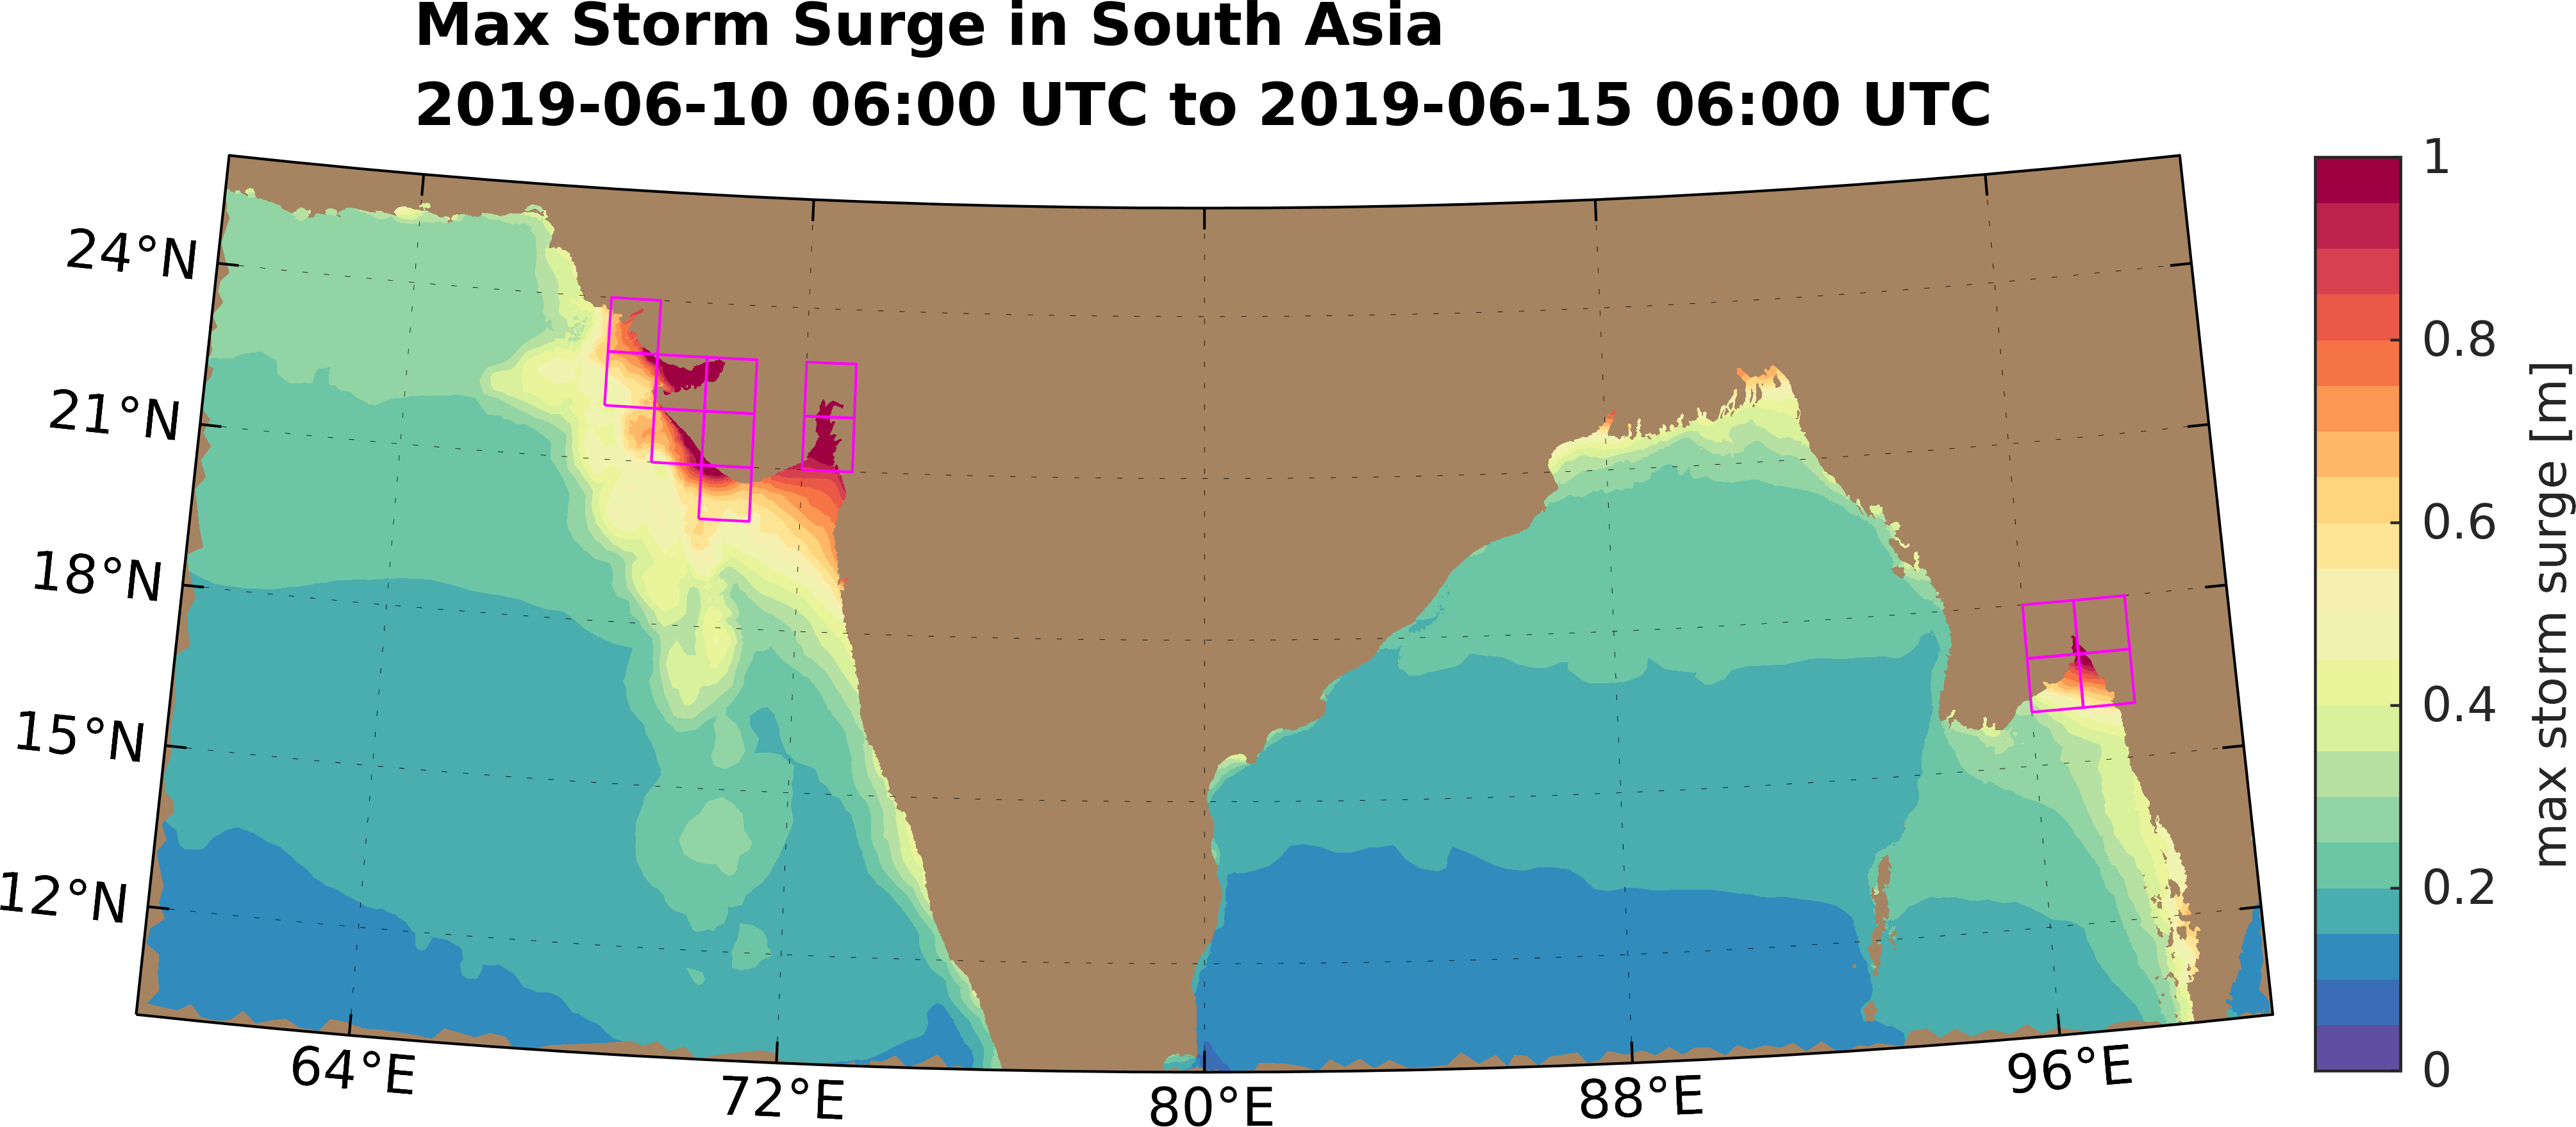 Max Storm Surge in South Asia
2019-06-10 06:00 UTC to 2019-06-15 06:00 UTC
24°N
21°N
18°N
15°N
12°N
64°E
72°E
80°E
88°E
96°E
1
0.8
0.6
0.4
0.2
0
max storm surge [m]